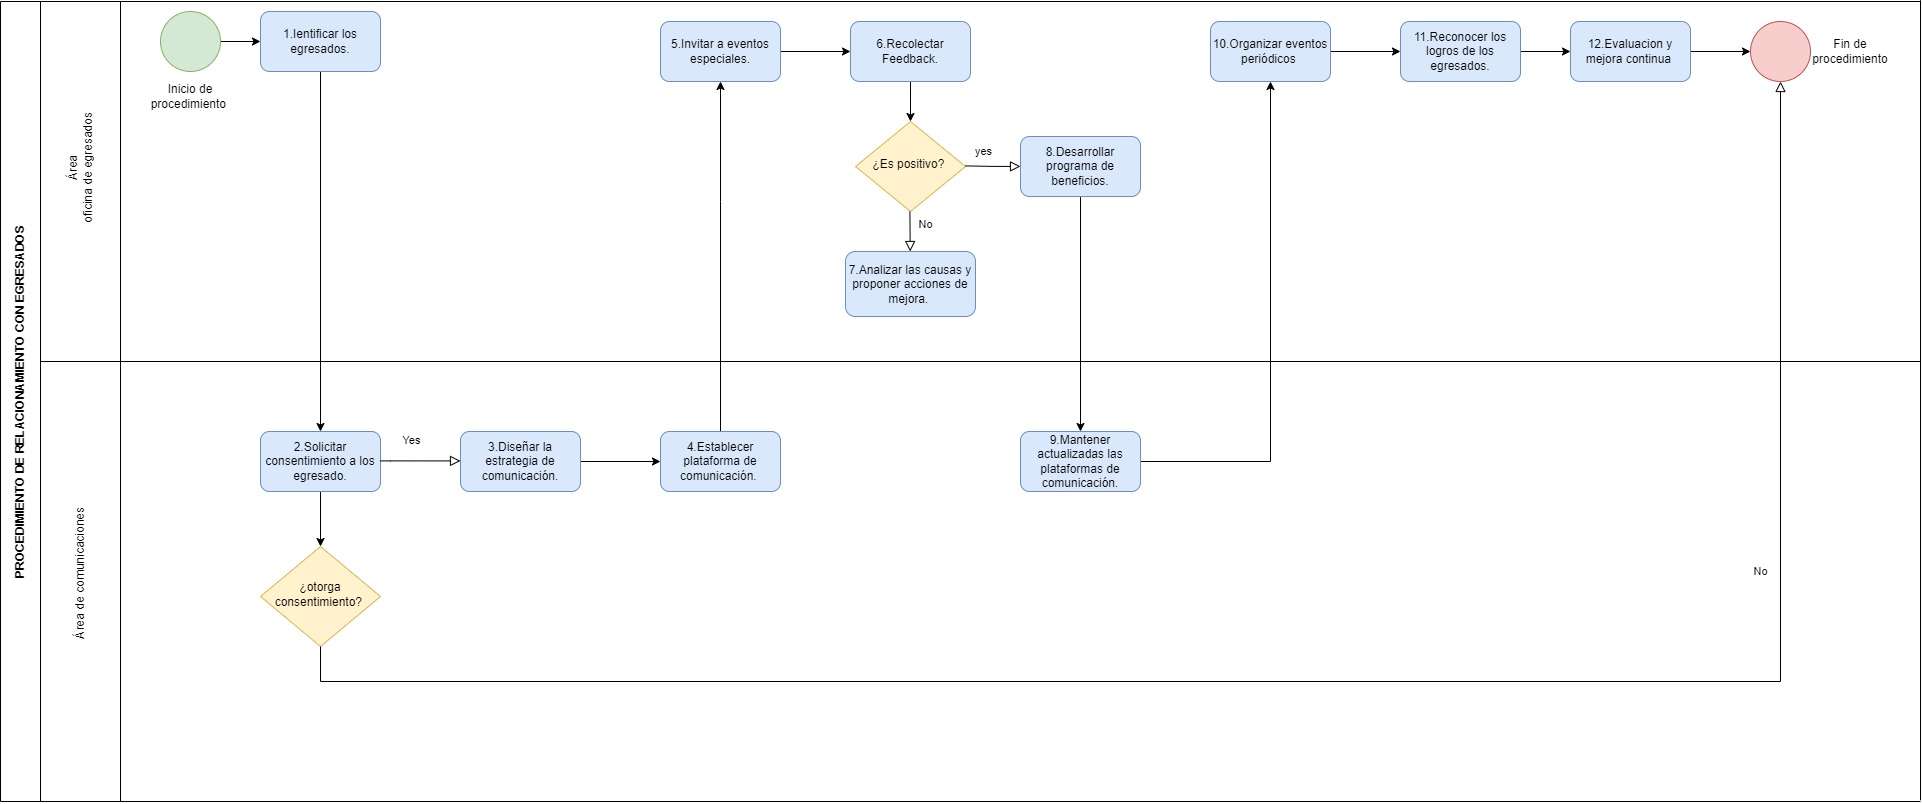 PROCEDIMIENTO DE RELACIONAMIENTO CON EGRESADOS
Área
oficina de egresados
Inicio de
procedimiento
1.Ientificar los
egresados.
5.Invitar a eventos
especiales.
6.Recolectar
Feedback.
¿Es positivo?
yes
No
7.Analizar las causas y
proponer acciones de
mejora.
8.Desarrollar
programa de
beneficios.
10.Organizar eventos
periódicos
11.Reconocer los
logros de los
egresados.
12.Evaluacion y
mejora continua
Fin de
procedimiento
Área de comunicaciones
2.Solicitar
consentimiento a los
egresado.
Yes
3.Diseñar la
estrategia de
comunicación.
4.Establecer
plataforma de
comunicación.
9.Mantener
actualizadas las
plataformas de
comunicación.
¿otorga
consentimiento?
No